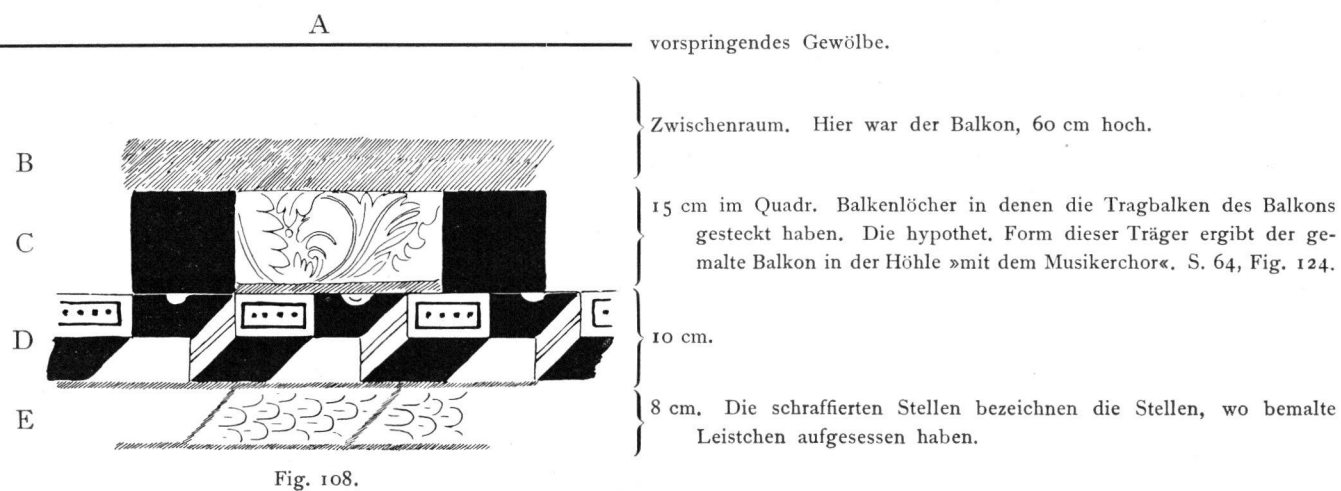 A
vorspringendes Gewölbe.
Zwischenraum. Hier war der Balkon, 60 cm hoch.
B
15 cm im Quadr. Balkenlöcher in denen die Tragbalken des Balkons
gesteckt haben. Die hypothet. Form dieser Träger ergibt der ge-
malte Balkon in der Höhle »mit dem Musikerchor«. S. 64, Fig. 124.
C
D
10 cm.
E
8 cm. Die schraffierten Stellen bezeichnen die Stellen, wo bemalte
Leistchen aufgesessen haben.
Fig. 108.